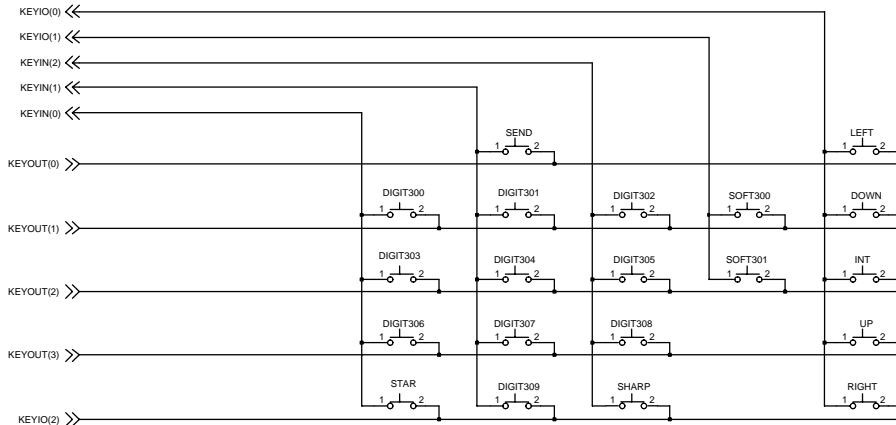 KEYIO(0)
KEYIO(1)
KEYIN(2)
KEYIN(1)
KEYIN(0)
SEND LEFT
1 2 1 2
KEYOUT(0)
DIGIT300 DIGIT301 DIGIT302 SOFT300 DOWN
1 2 1 2 1 2 1 2 1 2
KEYOUT(1)
DIGIT303 DIGIT304 DIGIT305 SOFT301 INT
1 2 1 2 1 2 1 2 1 2
KEYOUT(2)
DIGIT306 DIGIT307 DIGIT308 UP
1 2 1 2 1 2 1 2
KEYOUT(3)
STAR DIGIT309 SHARP RIGHT
1 2 1 2 1 2 1 2
KEYIO(2)